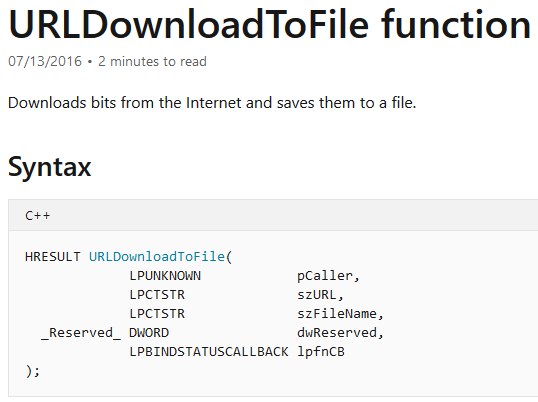 URLDownloadToFile function
07/13/2016 • 2 minutes to read
Downloads bits from the Internet and saves them to a file.
Syntax
C++
HRESULT URLDownloadToFile(
             LPUNKNOWN            pCaller,
             LPCTSTR              szURL,
             LPCTSTR              szFileName,
  _Reserved_ DWORD                dwReserved,
             LPBINDSTATUSCALLBACK lpfnCB
);